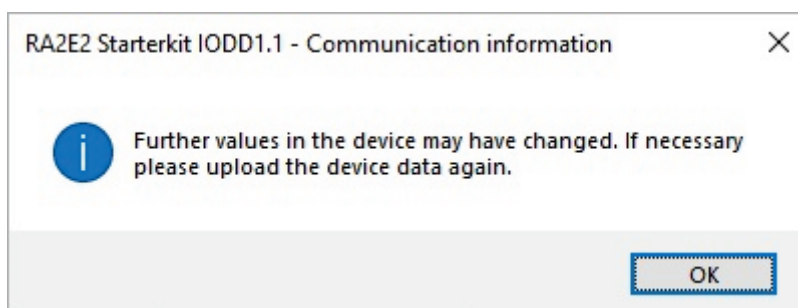 RA2E2 Starterkit IODD1.1 - Communication information
Further values in the device may have changed. If necessary
please upload the device data again.
OK